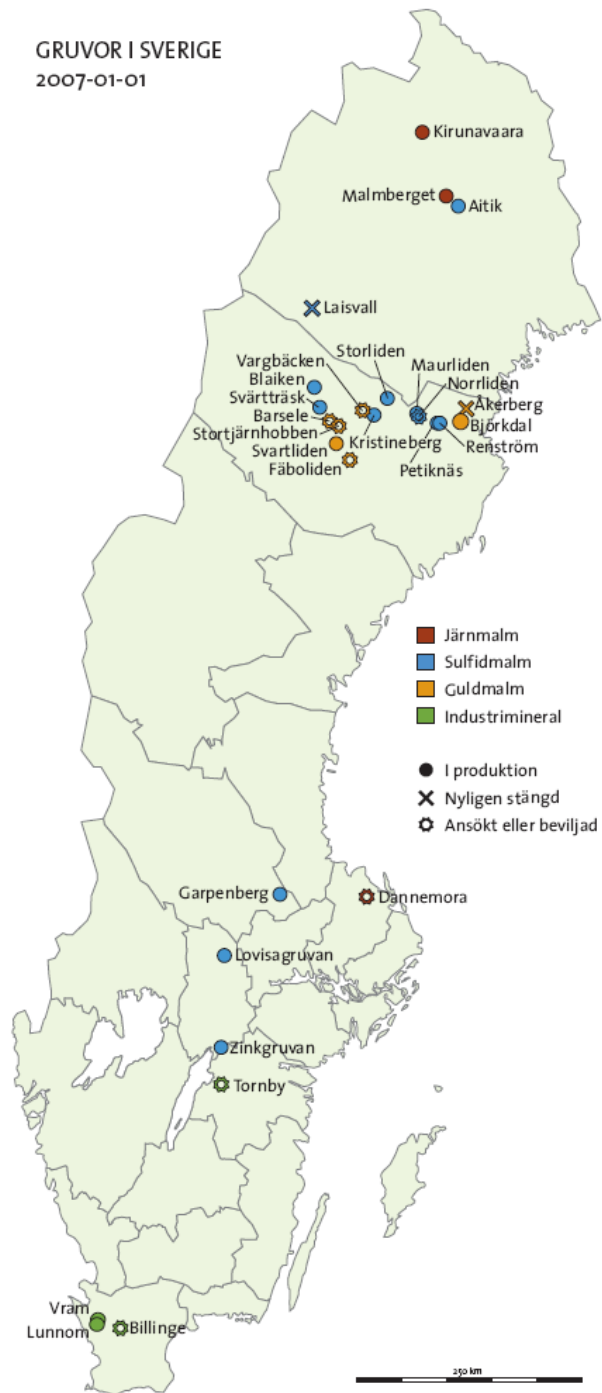 GRUVOR I SVERIGE
2007-01-01
Kirunavaara
Malmberget
Aitik
Laisvall
Storliden
Vargbäcken
Maurliden
Blaiken
Norrliden
Svärtträsk
Åkerberg
Barsele
Björkdal
Stortjärnhobben
Kristineberg
Svartliden
Renström
Fäboliden
Petiknäs
Järnmalm
Sulfidmalm
Guldmalm
Industrimineral
I produktion
Nyligen stängd
Ansökt eller beviljad
Garpenberg
Dannemora
Lovisagruvan
Zinkgruvan
Tornby
Vram
Lunnom
Billinge
250 km